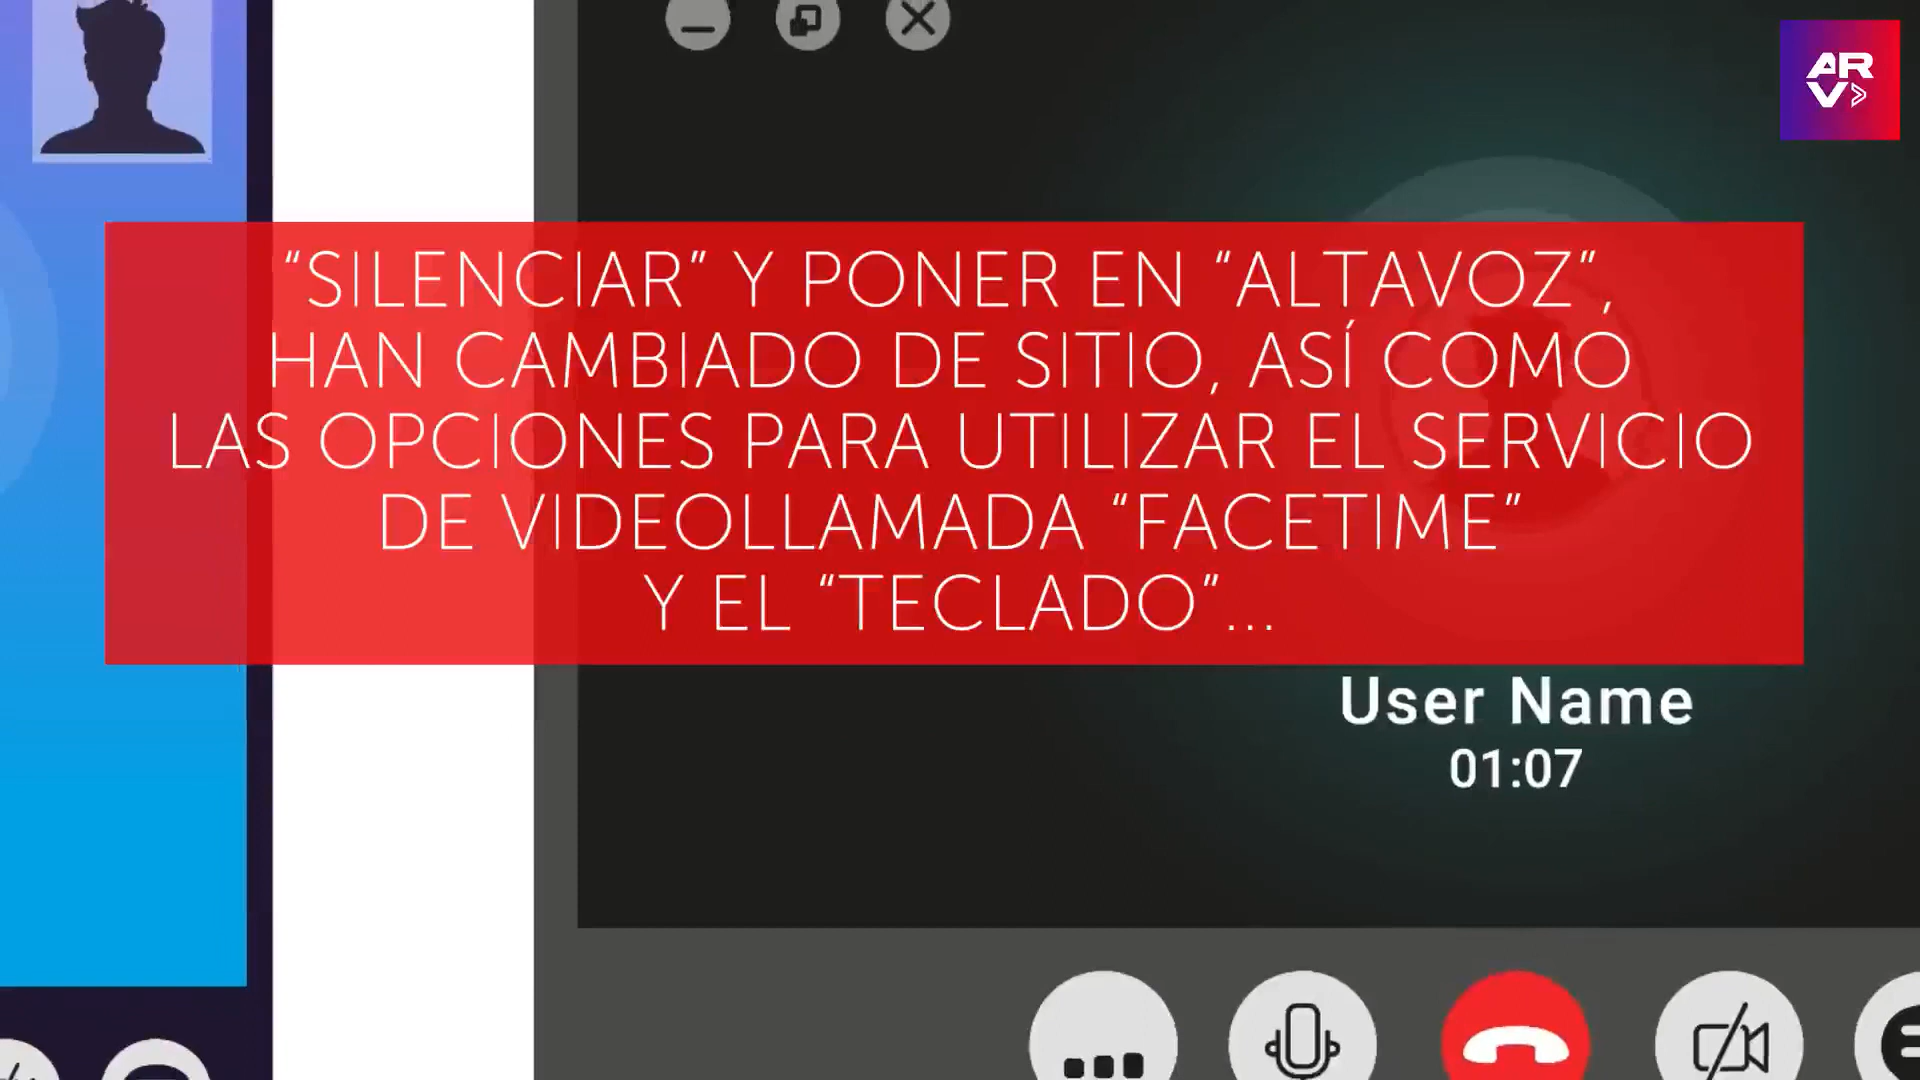 ARV
“SILENCIAR” Y PONER EN “ALTAVOZ”,
HAN CAMBIADO DE SITIO, ASÍ COMO
LAS OPCIONES PARA UTILIZAR EL SERVICIO
DE VIDEOLLAMADA “FACETIME”
Y EL “TECLADO”...
User Name
01:07